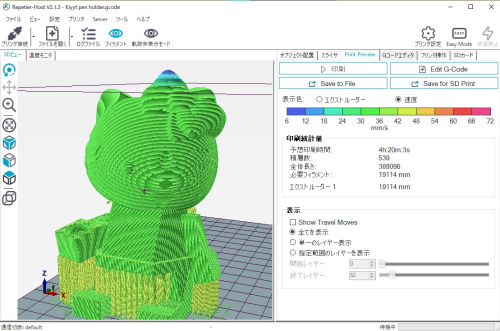 Repetier-Host V2.1.3 - Kiyyt pen holder.gcode
ファイル ビュー 設定 プリンタ Server ツール ヘルプ
プリンタ接続 ファイルを開く ログファイル フィラメント 軌跡非表示モード プリンタ設定 Easy Mode 非常停止
3Dビュー 温度モニタ
オブジェクト配置 スライサ Print Preview Gコードエディタ プリンタ操作 SDカード
印刷 Edit G-Code
Save to File Save for SD Print
表示色: エクストルーダー 速度
6 12 18 24 30 36 42 48 54 60 66 72
mm/s
印刷統計値
予想印刷時間: 4h:20m:3s
積層数: 539
全体長さ: 389096
必要フィラメント: 19114 mm
エクストルーダー 1 19114 mm
表示
Show Travel Moves
全てを表示
単一のレイヤー表示
指定範囲のレイヤーを表示
開始レイヤー: 0
終了レイヤー: 52
Z
X
通信切断: default - 待機中